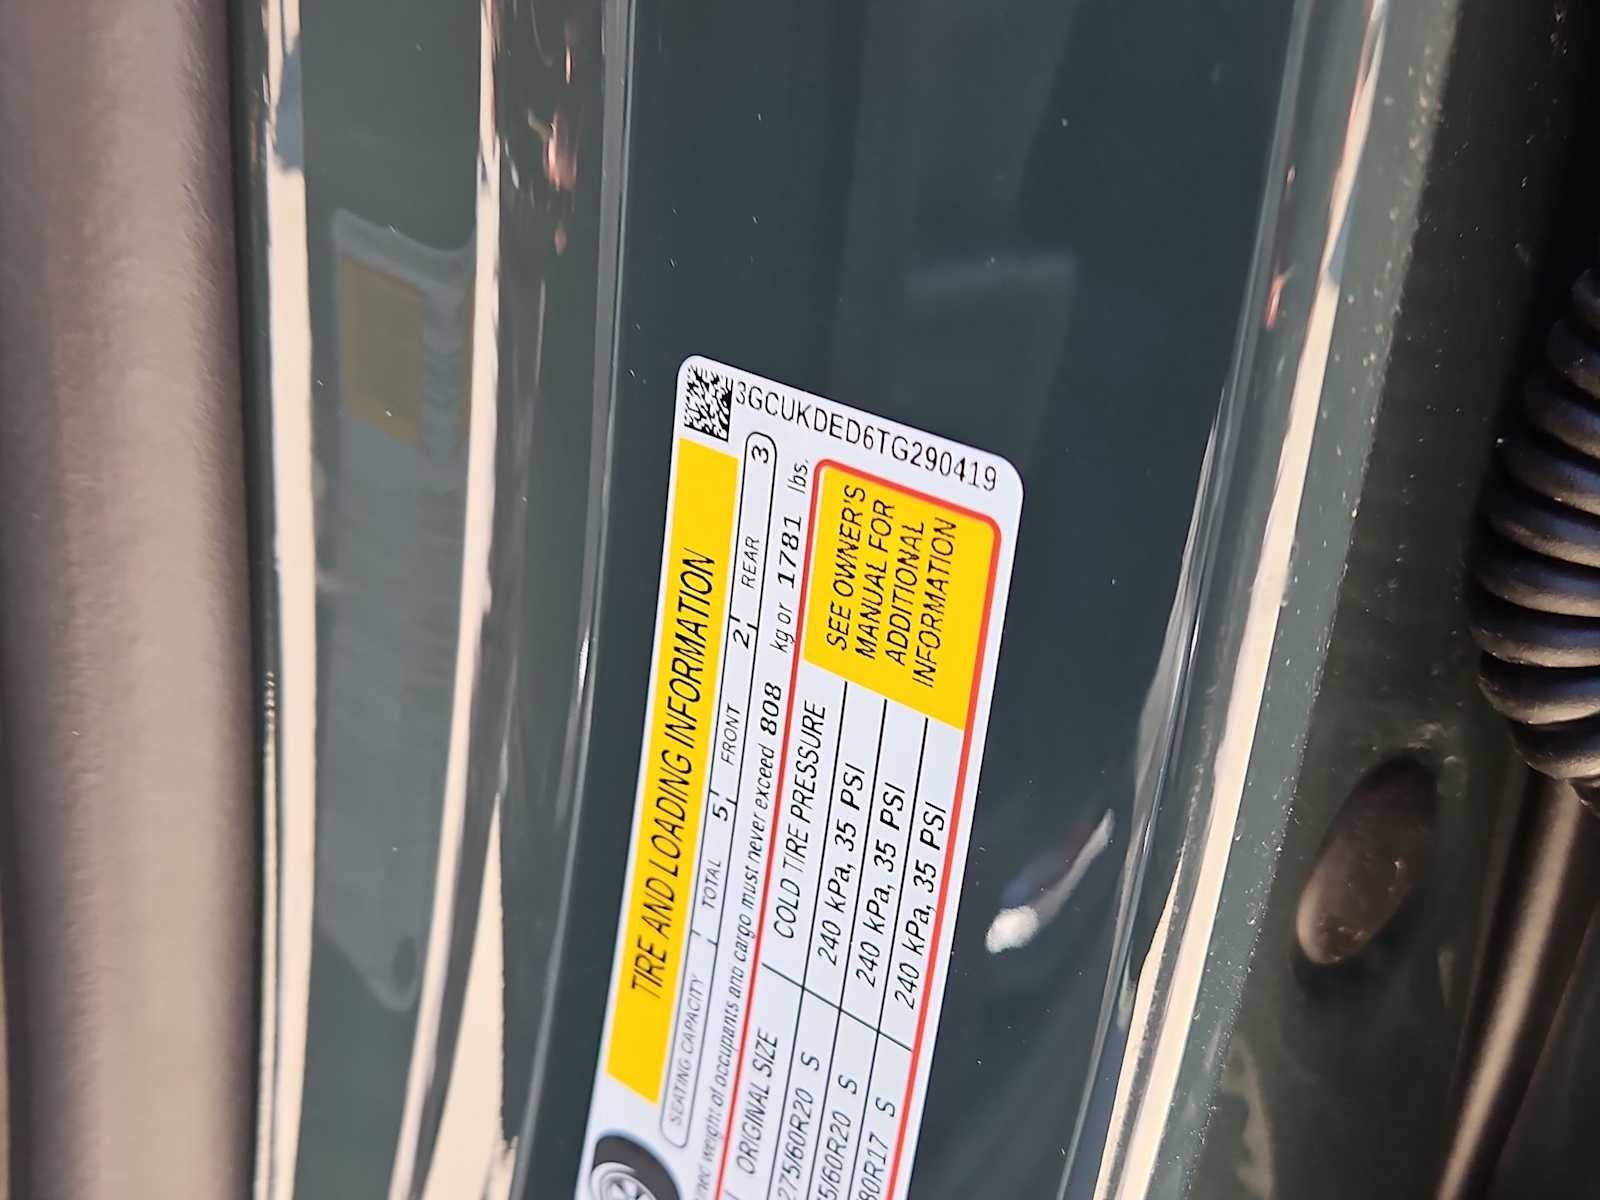 3GCUKDED6TG290419
TIRE AND LOADING INFORMATION
SEATING CAPACITY TOTAL 5 FRONT 2 REAR 3
weight of occupants and cargo must never exceed 808 kg or 1781 lbs.
ORIGINAL SIZE COLD TIRE PRESSURE
275/60R20 S 240 kPa, 35 PSI
5/60R20 S 240 kPa, 35 PSI
80R17 S 240 kPa, 35 PSI
SEE OWNER'S
MANUAL FOR
ADDITIONAL
INFORMATION